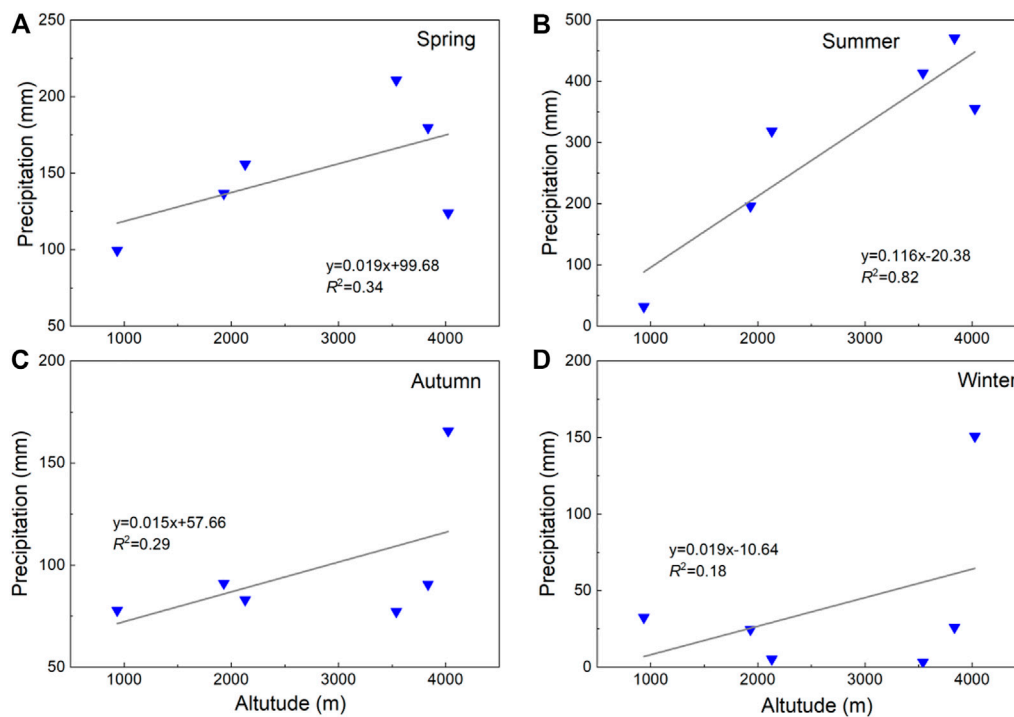 A
Spring
Precipitation (mm)
250
200
150
100
50
y=0.019x+99.68
R²=0.34
1000 2000 3000 4000
B
Summer
Precipitation (mm)
500
400
300
200
100
0
y=0.116x-20.38
R²=0.82
1000 2000 3000 4000
C
Autumn
Precipitation (mm)
200
150
100
50
y=0.015x+57.66
R²=0.29
1000 2000 3000 4000
Altutude (m)
D
Winter
Precipitation (mm)
200
150
100
50
0
y=0.019x-10.64
R²=0.18
1000 2000 3000 4000
Altutude (m)